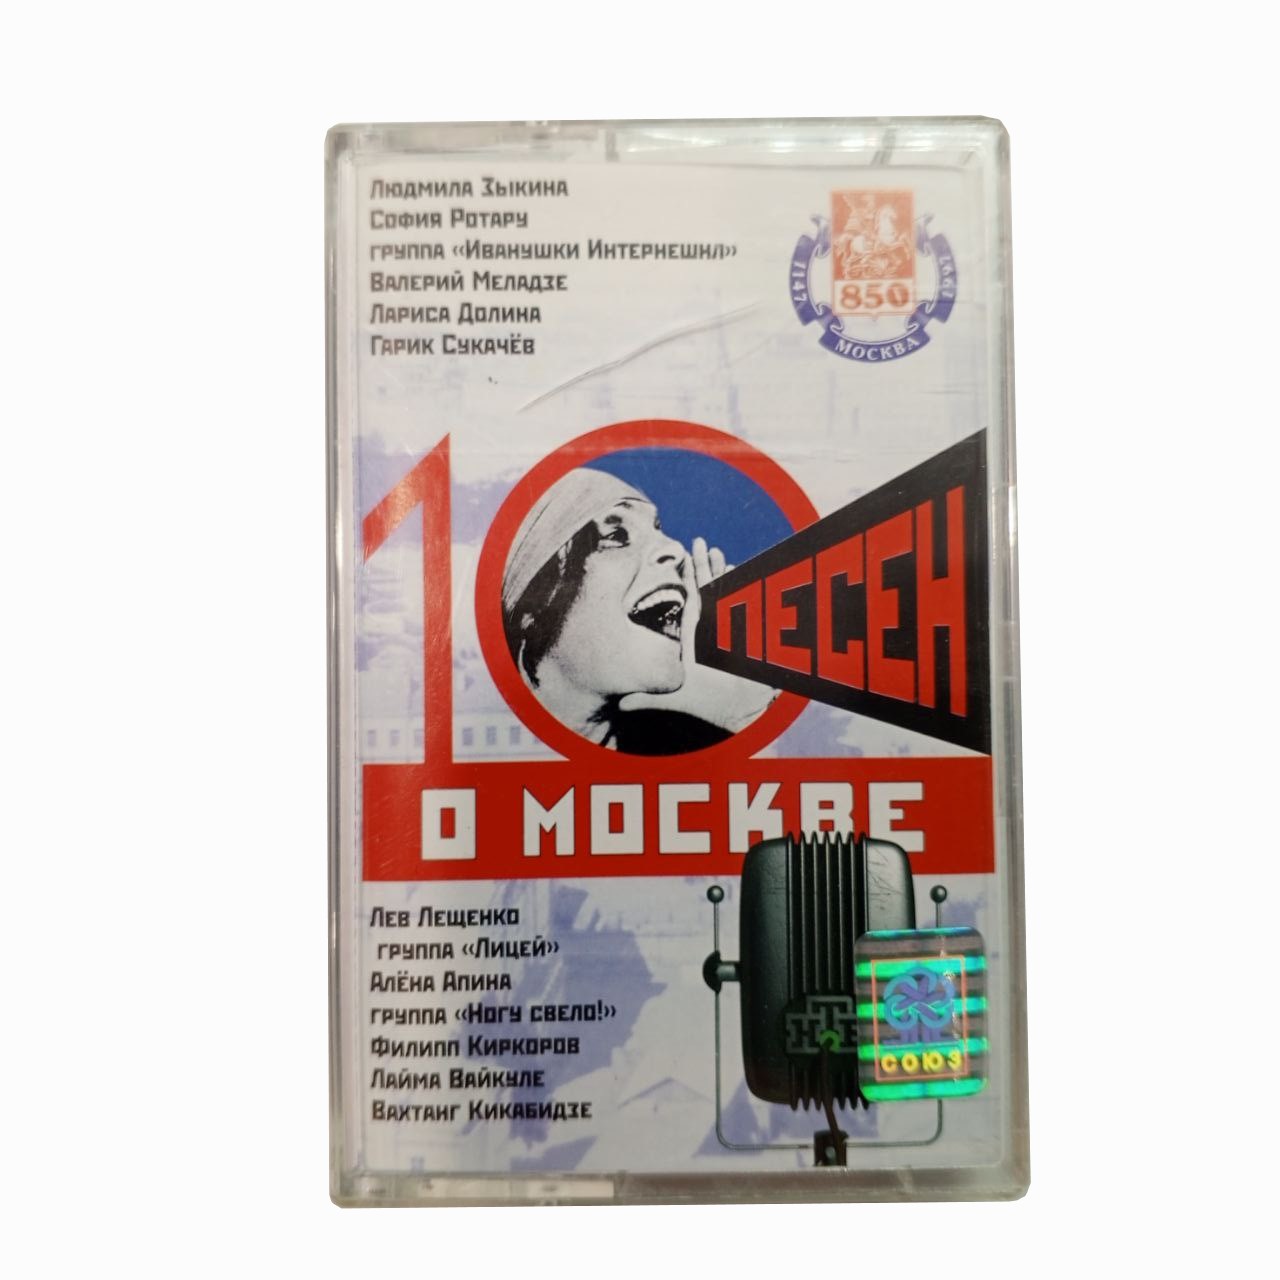 Людмила Зыкина
София Ротару
группа «Иванушки Интернешнл»
Валерий Меладзе
Лариса Долина
Гарик Сукачёв
1147
850
1997
МОСКВА
10
ПЕСЕН
О МОСКВЕ
Лев Лещенко
группа «Лицей»
Алёна Апина
группа «Ногу свело!»
Филипп Киркоров
Лайма Вайкуле
Вахтанг Кикабидзе
НТВ
СОЮЗ